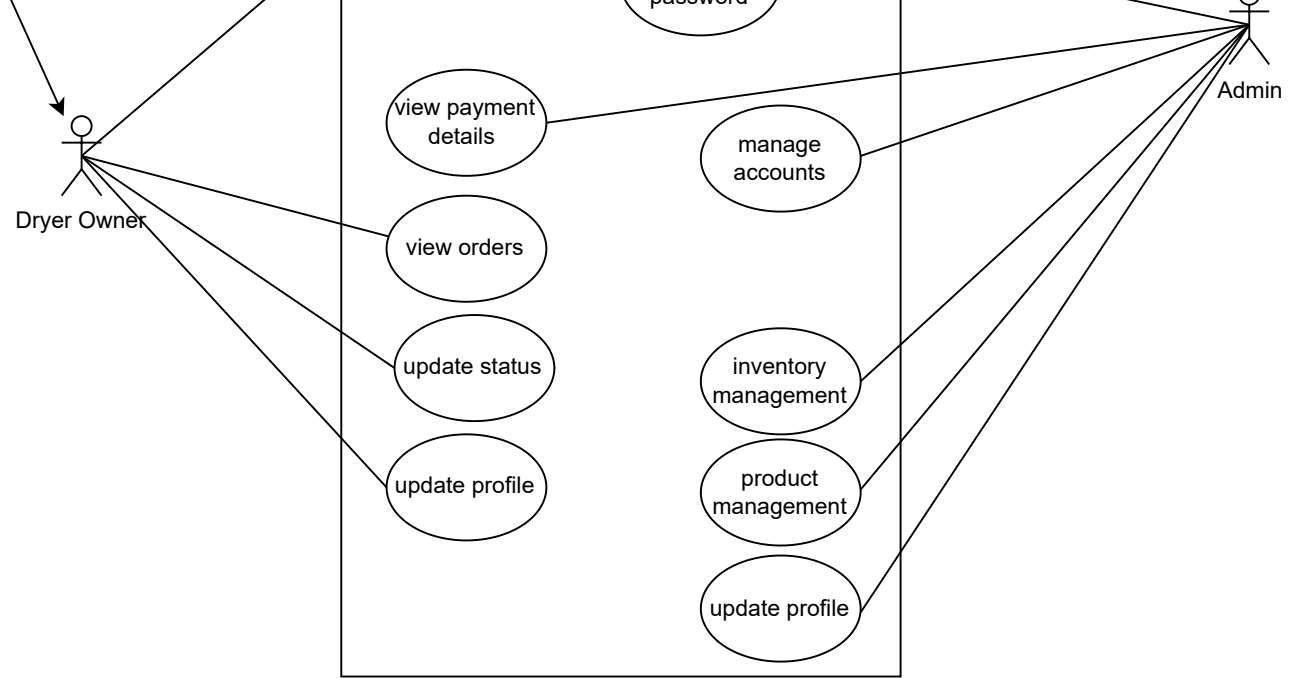 password
Admin
view payment
details
manage
accounts
Dryer Owner
view orders
update status
inventory
management
update profile
product
management
update profile